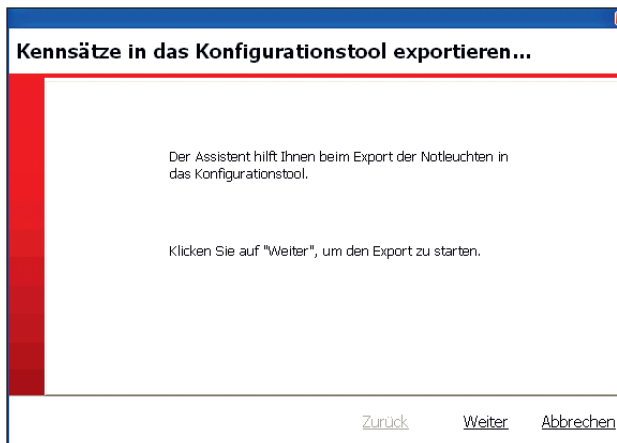 Kennsätze in das Konfigurationstool exportieren...
Der Assistent hilft Ihnen beim Export der Notleuchten in
das Konfigurationstool.
Klicken Sie auf "Weiter", um den Export zu starten.
Zurück Weiter Abbrechen